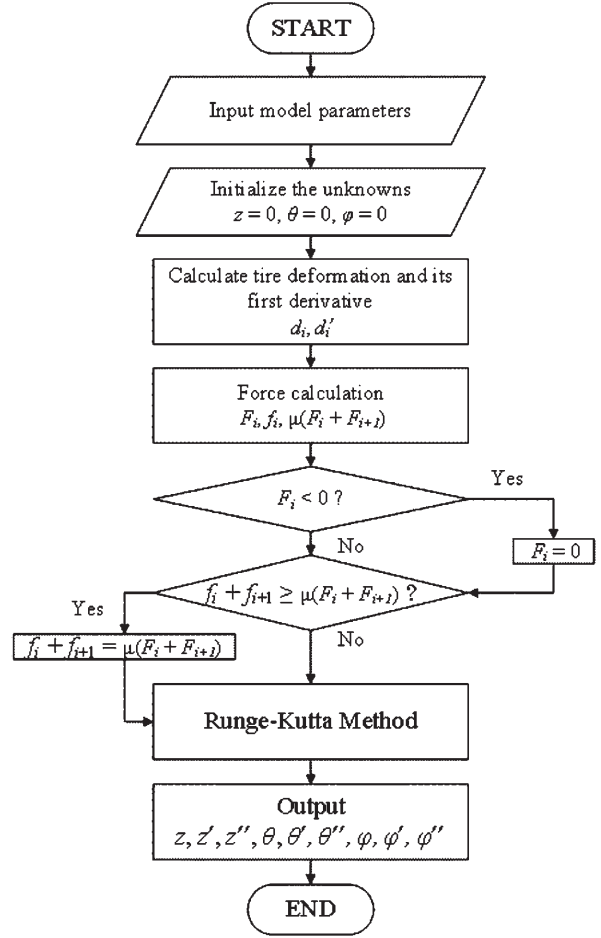 START
Input model parameters
Initialize the unknowns
z = 0, θ = 0, φ = 0
Calculate tire deformation and its
first derivative
dᵢ, dᵢ′
Force calculation
Fᵢ, fᵢ, μ(Fᵢ + Fᵢ₊₁)
Fᵢ < 0 ?
Yes
Fᵢ = 0
No
fᵢ + fᵢ₊₁ ≥ μ(Fᵢ + Fᵢ₊₁) ?
Yes
fᵢ + fᵢ₊₁ = μ(Fᵢ + Fᵢ₊₁)
No
Runge-Kutta Method
Output
z, z′, z″, θ, θ′, θ″, φ, φ′, φ″
END